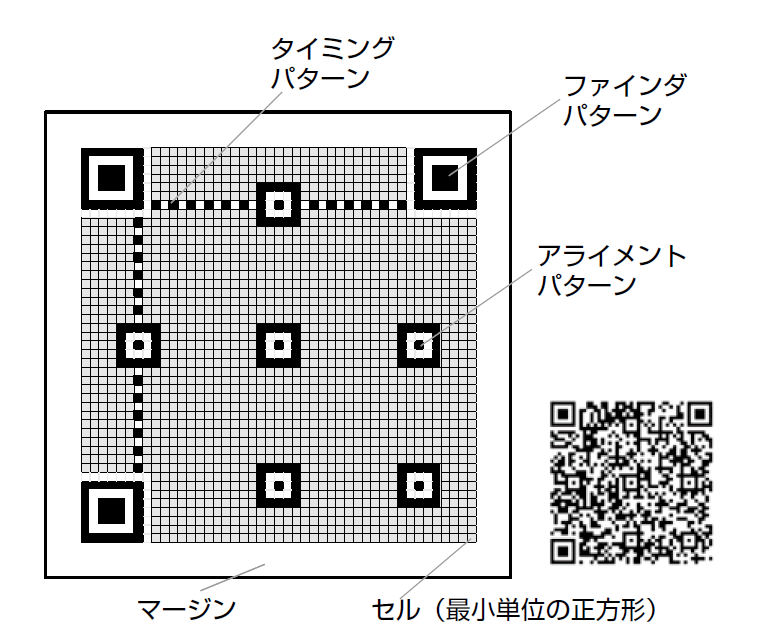 タイミング
パターン
ファインダ
パターン
アライメント
パターン
マージン
セル（最小単位の正方形）